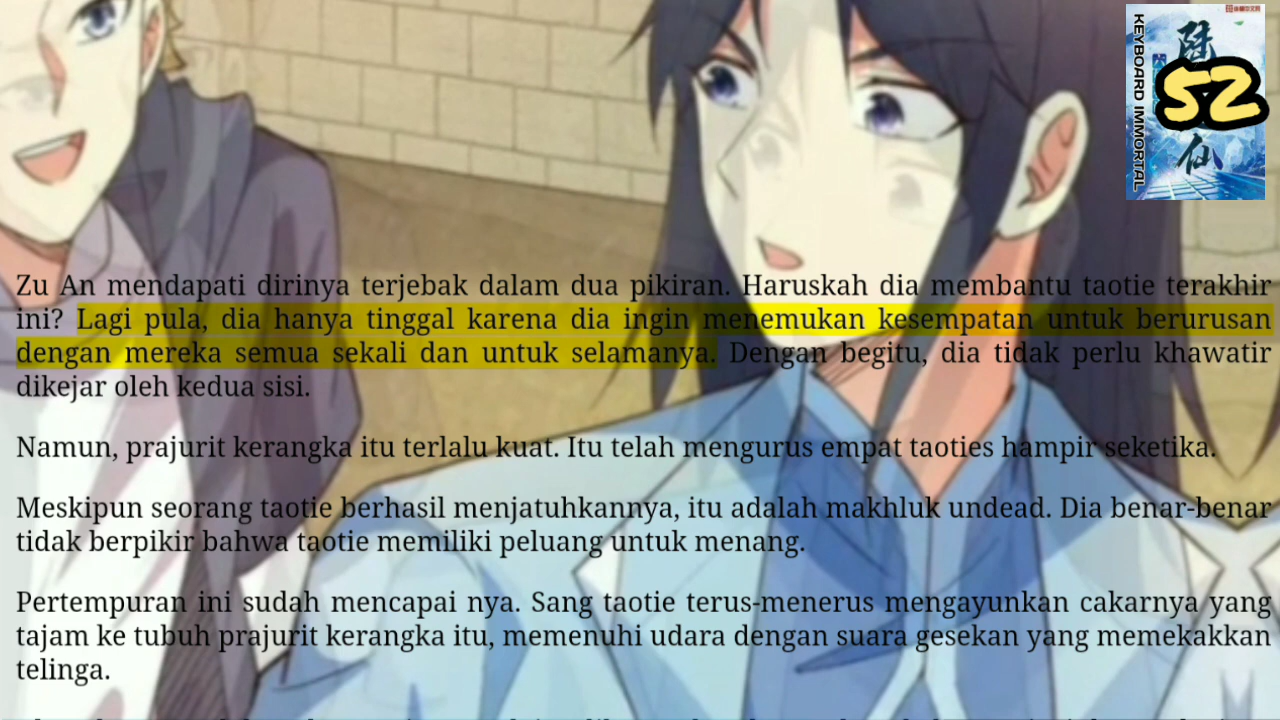 KEYBOARD IMMORTAL
陆
仙
52
Zu An mendapati dirinya terjebak dalam dua pikiran. Haruskah dia membantu taotie terakhir
ini? Lagi pula, dia hanya tinggal karena dia ingin menemukan kesempatan untuk berurusan
dengan mereka semua sekali dan untuk selamanya. Dengan begitu, dia tidak perlu khawatir
dikejar oleh kedua sisi.
Namun, prajurit kerangka itu terlalu kuat. Itu telah mengurus empat taoties hampir seketika.
Meskipun seorang taotie berhasil menjatuhkannya, itu adalah makhluk undead. Dia benar-benar
tidak berpikir bahwa taotie memiliki peluang untuk menang.
Pertempuran ini sudah mencapai nya. Sang taotie terus-menerus mengayunkan cakarnya yang
tajam ke tubuh prajurit kerangka itu, memenuhi udara dengan suara gesekan yang memekakkan
telinga.